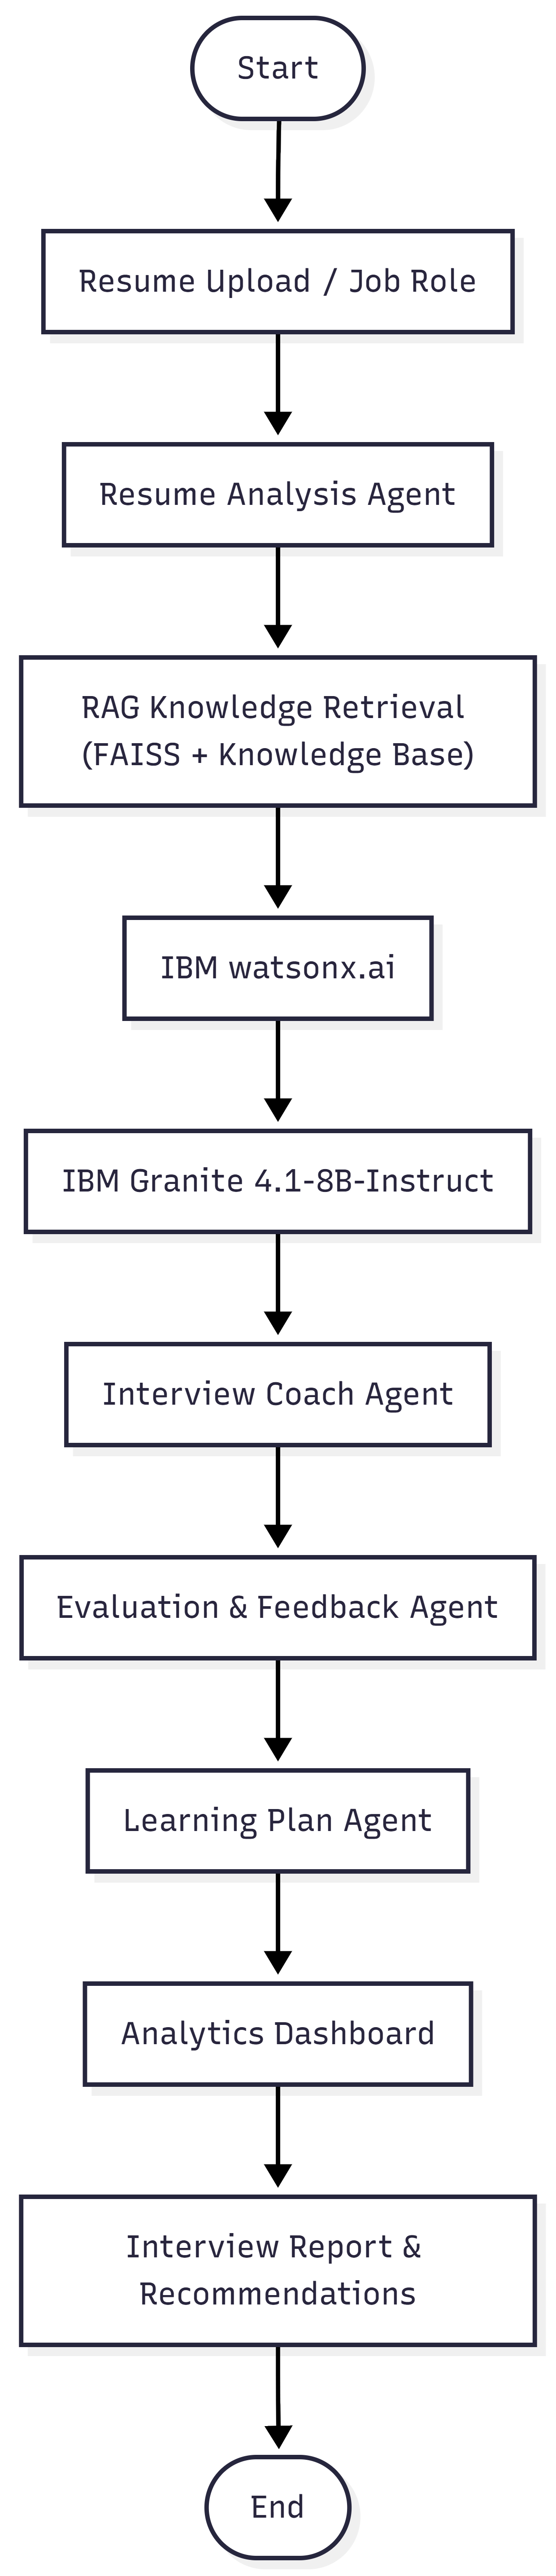 Start
Resume Upload / Job Role
Resume Analysis Agent
RAG Knowledge Retrieval
(FAISS + Knowledge Base)
IBM watsonx.ai
IBM Granite 4.1-8B-Instruct
Interview Coach Agent
Evaluation & Feedback Agent
Learning Plan Agent
Analytics Dashboard
Interview Report &
Recommendations
End